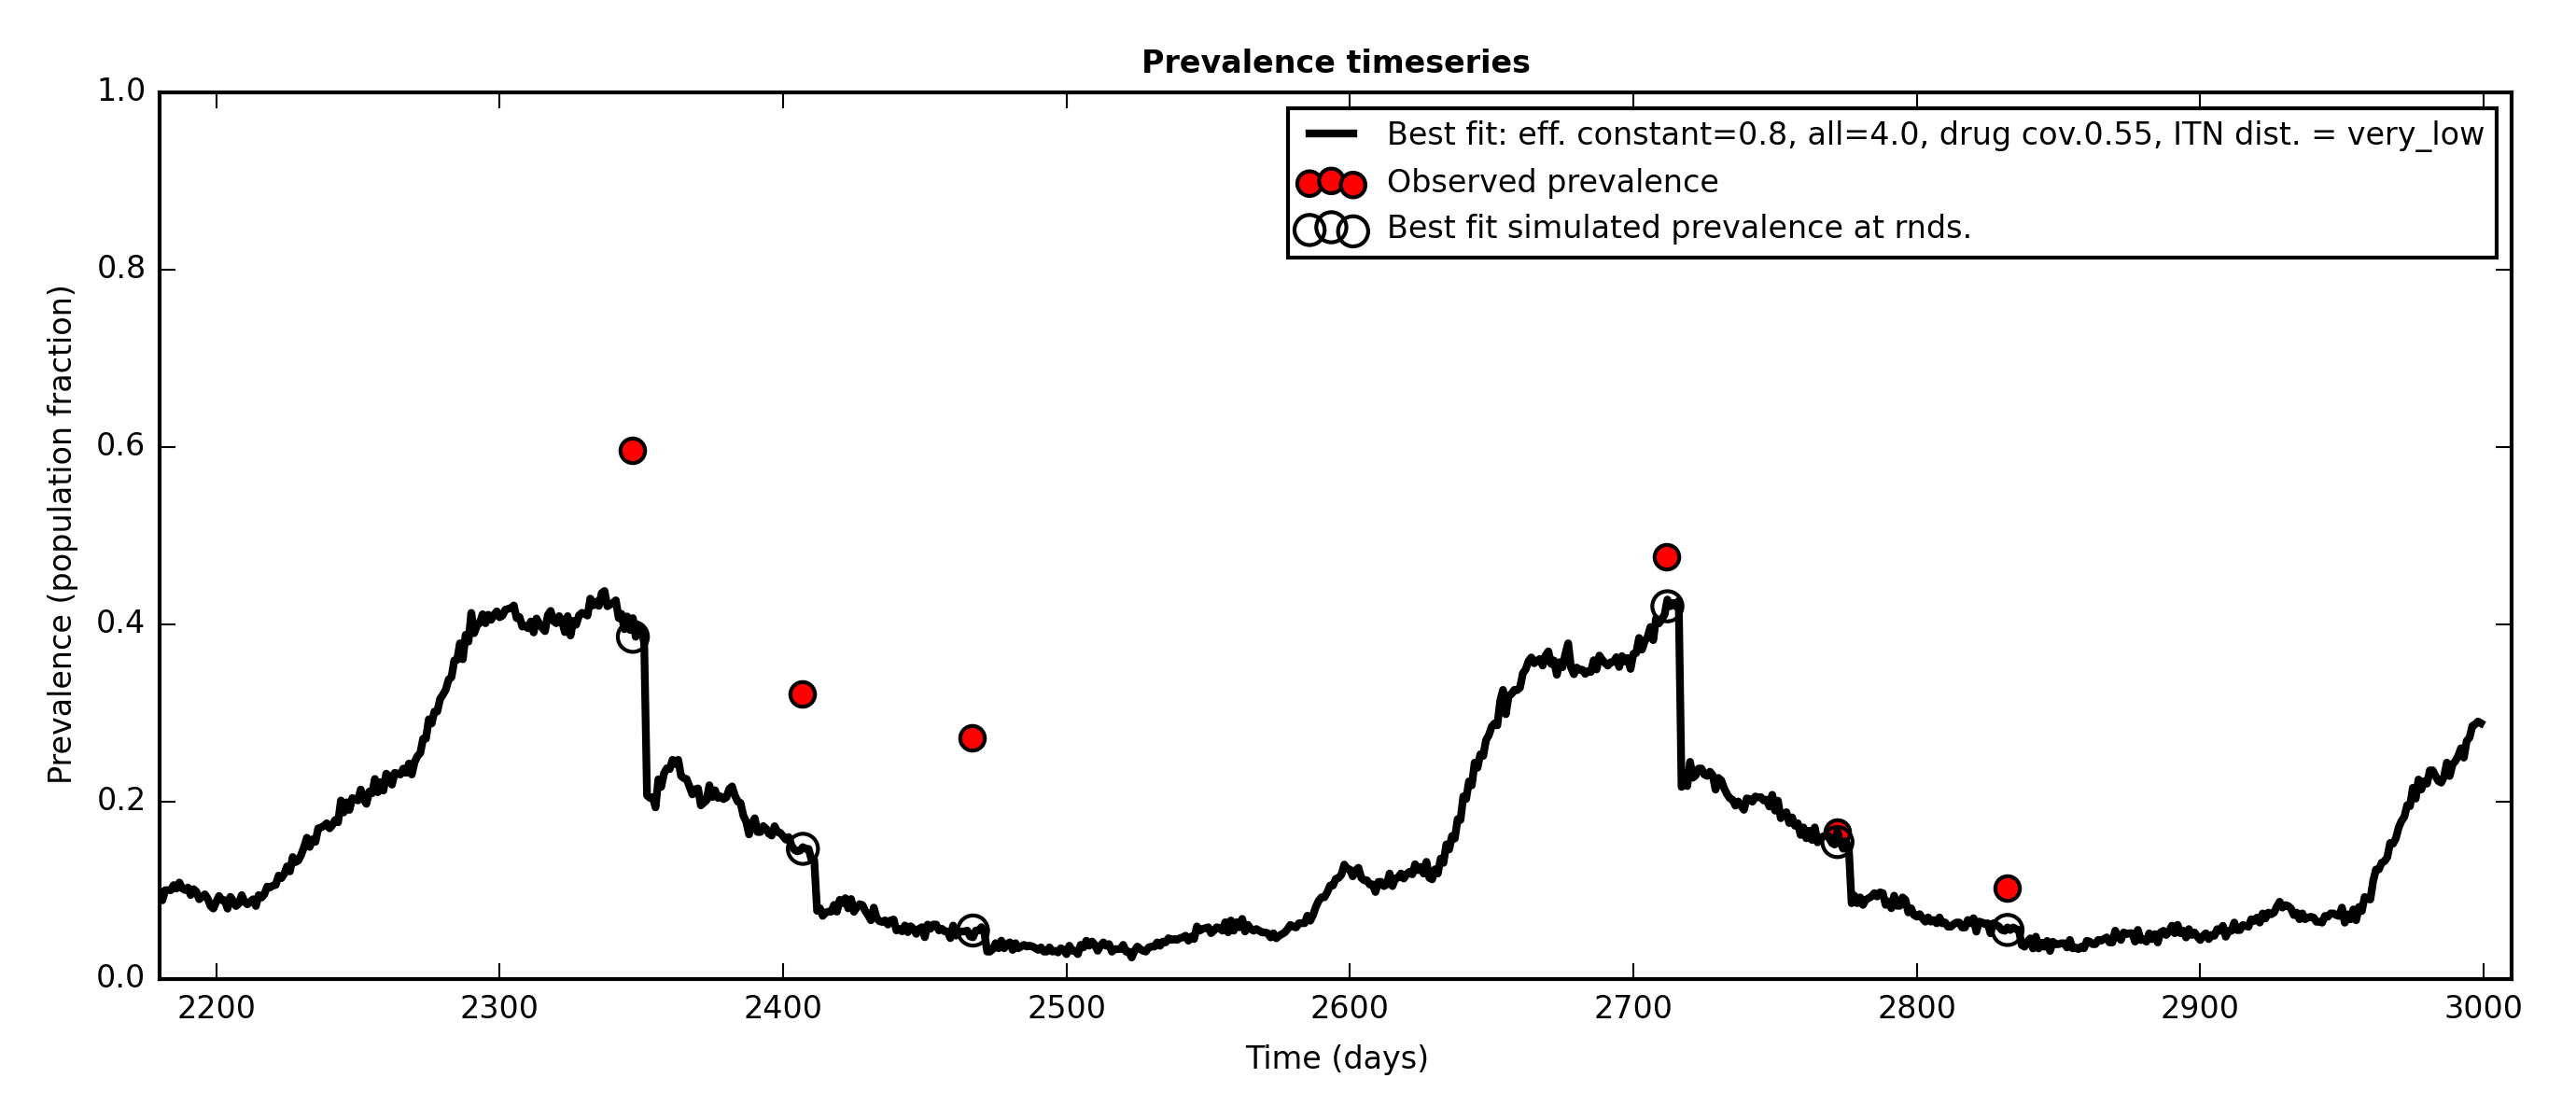 Prevalence timeseries
1.0
0.8
0.6
0.4
0.2
0.0
Prevalence (population fraction)
Best fit: eff. constant=0.8, all=4.0, drug cov.0.55, ITN dist. = very_low
Observed prevalence
Best fit simulated prevalence at rnds.
2200 2300 2400 2500 2600 2700 2800 2900 3000
Time (days)